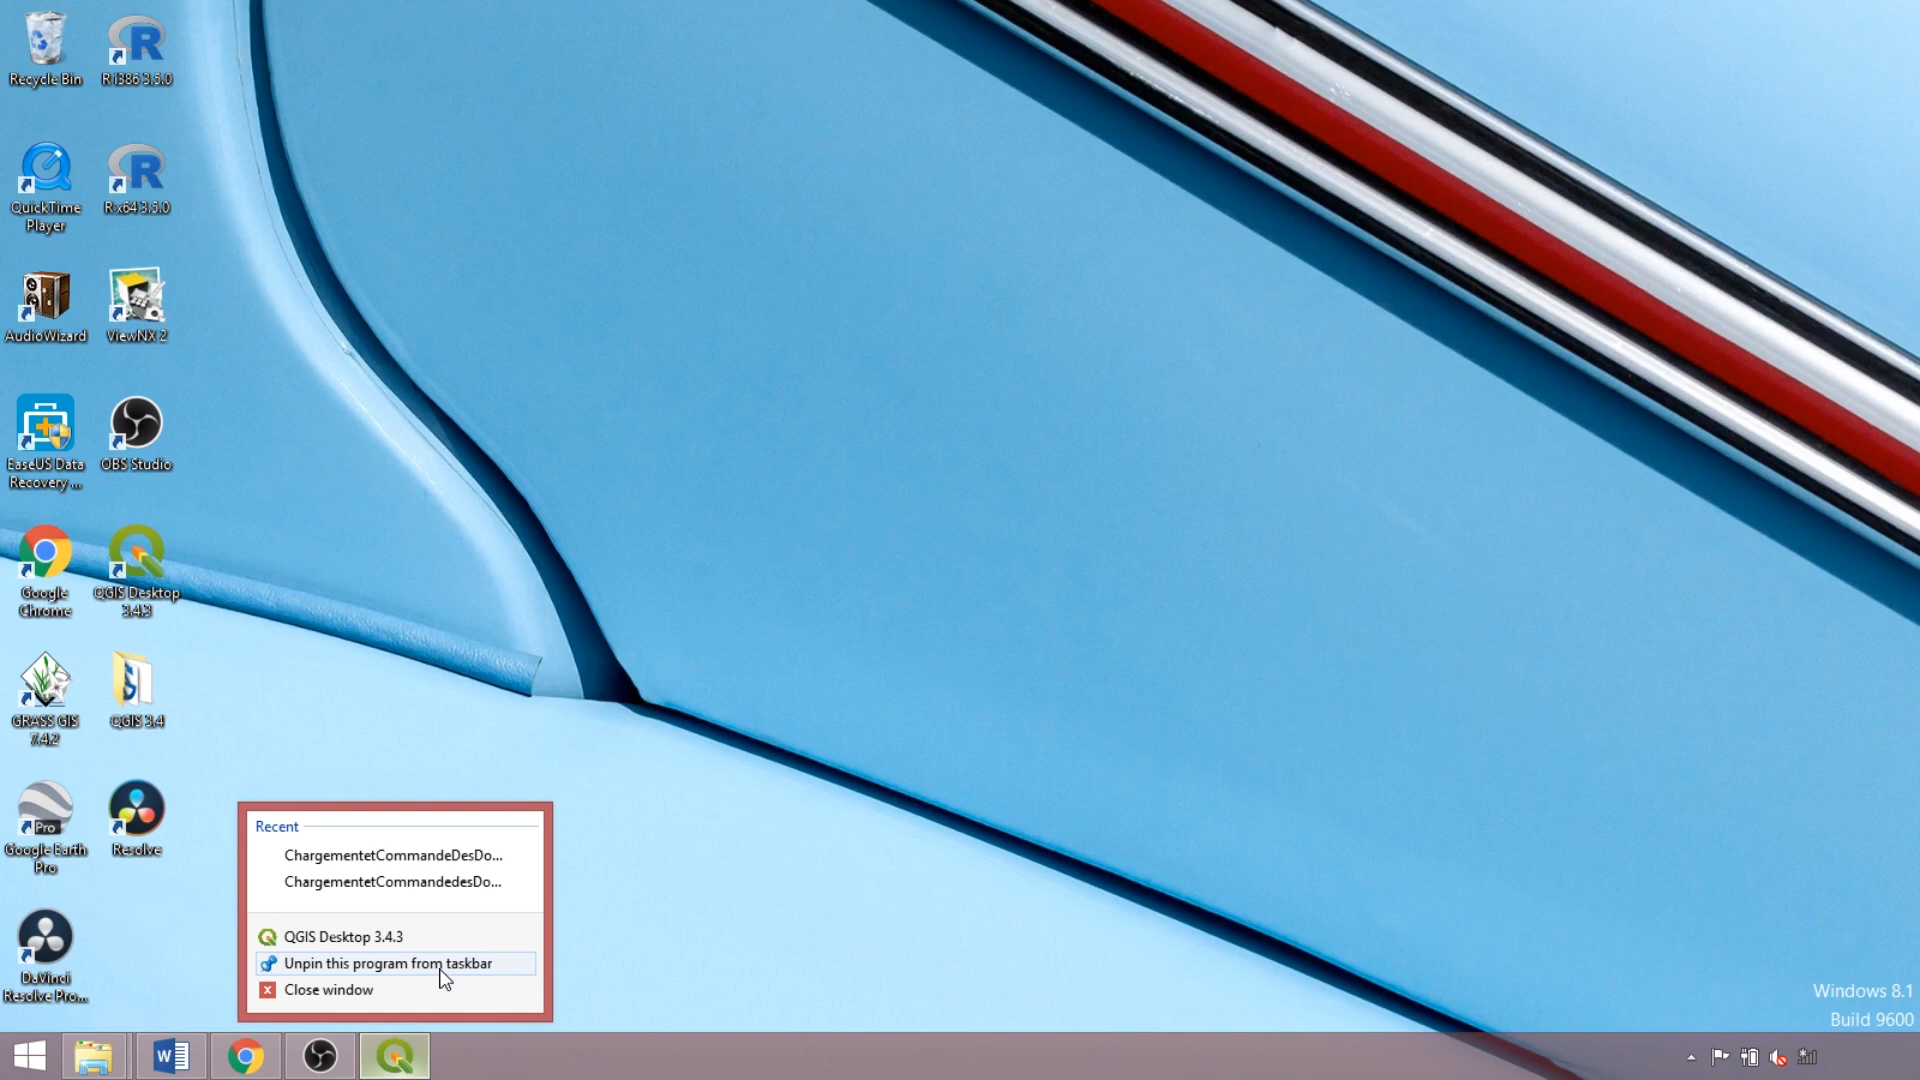 Recycle Bin
R i386 3.5.0
QuickTime
Player
R x64 3.5.0
AudioWizard
ViewNX 2
EaseUS Data
Recovery ...
OBS Studio
Google
Chrome
QGIS Desktop
3.4.3
GRASS GIS
7.4.2
QGIS 3.4
Pro
Google Earth
Pro
Resolve
DaVinci
Resolve Pro...
Recent
ChargementetCommandeDesDo...
ChargementetCommandedesDo...
QGIS Desktop 3.4.3
Unpin this program from taskbar
Close window
Windows 8.1
Build 9600